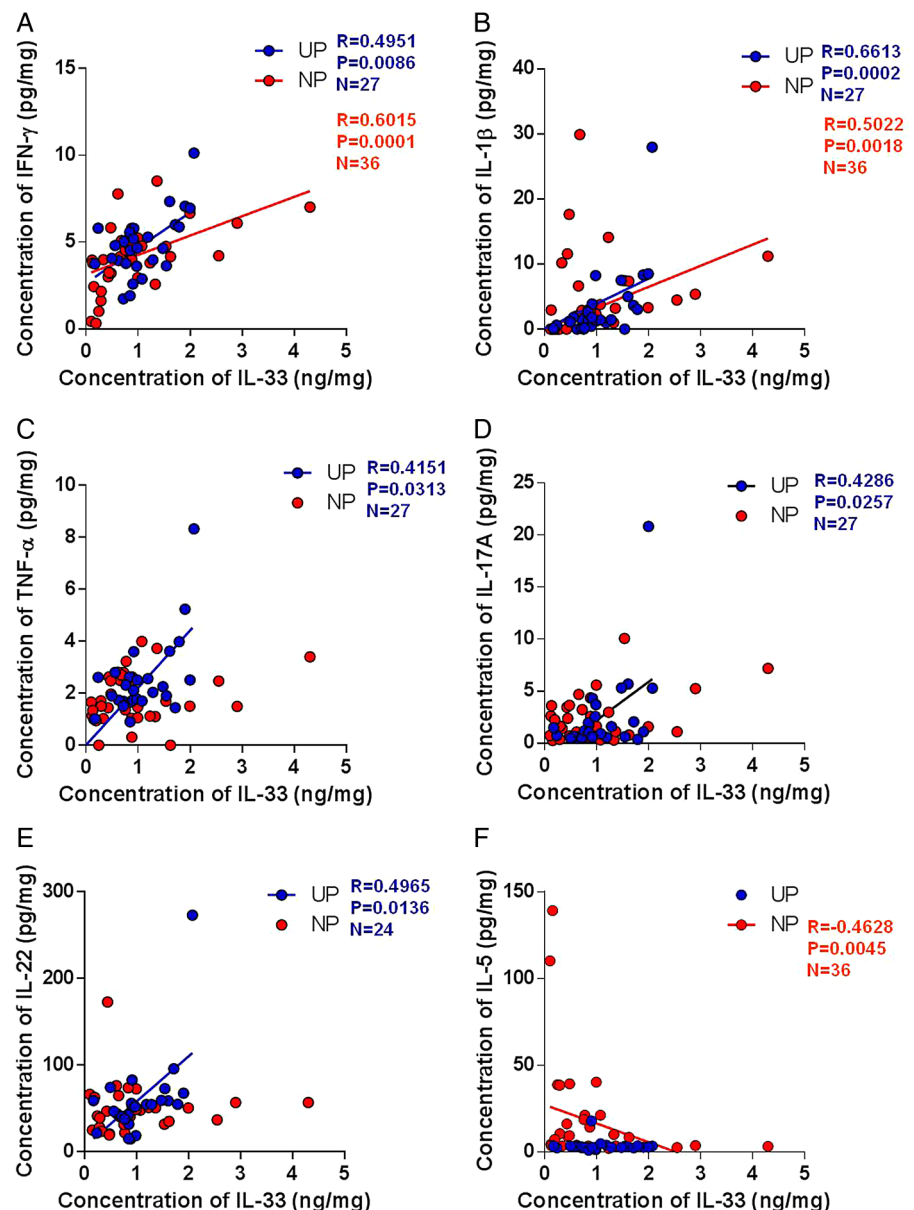 A
Concentration of IFN-γ (pg/mg)
15
10
5
0
0 1 2 3 4 5
Concentration of IL-33 (ng/mg)
UP
NP
R=0.4951
P=0.0086
N=27
R=0.6015
P=0.0001
N=36
B
Concentration of IL-1β (pg/mg)
40
30
20
10
0
0 1 2 3 4 5
Concentration of IL-33 (ng/mg)
UP
NP
R=0.6613
P=0.0002
N=27
R=0.5022
P=0.0018
N=36
C
Concentration of TNF-α (pg/mg)
10
8
6
4
2
0
0 1 2 3 4 5
Concentration of IL-33 (ng/mg)
UP
NP
R=0.4151
P=0.0313
N=27
D
Concentration of IL-17A (pg/mg)
25
20
15
10
5
0
0 1 2 3 4 5
Concentration of IL-33 (ng/mg)
UP
NP
R=0.4286
P=0.0257
N=27
E
Concentration of IL-22 (pg/mg)
300
200
100
0
0 1 2 3 4 5
Concentration of IL-33 (ng/mg)
UP
NP
R=0.4965
P=0.0136
N=24
F
Concentration of IL-5 (pg/mg)
150
100
50
0
0 1 2 3 4 5
Concentration of IL-33 (ng/mg)
UP
NP
R=-0.4628
P=0.0045
N=36